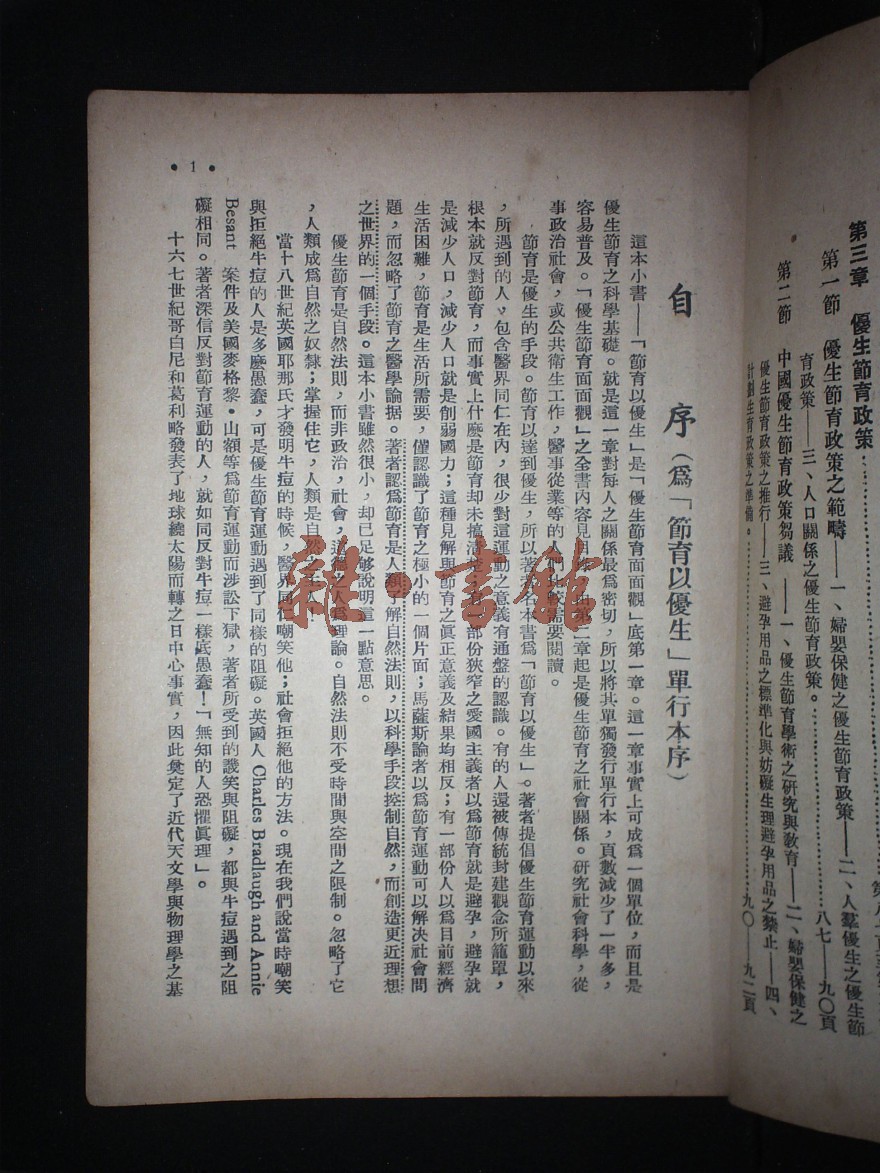 第三章 優生節育政策
第一節 優生節育政策之範疇——一、婦嬰保健之優生節育政策——二、人羣優生之優生節
育政策——三、人口關係之優生節育政策。⋯⋯⋯⋯⋯⋯八七——九〇頁
第二節 中國優生節育政策芻議——一、優生節育學術之研究與教育——二、婦嬰保健之
優生節育政策之推行——三、避孕用品之標準化與妨礙生理避孕用品之禁止——四、
計劃生育政策之準備。⋯⋯⋯⋯⋯⋯九〇——九二頁
自 序(爲「節育以優生」單行本序)
這本小書——「節育以優生」是「優生節育面面觀」底第一章。這一章事實上可成爲一個單位,而且是
優生節育之科學基礎。就是這一章對每人之關係最爲密切,所以將其單獨發行單行本,頁數減少了一半多,
容易普及。「優生節育面面觀」之全書內容見 章起是優生節育之社會關係。研究社會科學,從
事政治社會,或公共衛生工作,醫事從業等的人們比較需要閱讀。
節育是優生的手段。節育以達到優生,所以著者名本書爲「節育以優生」。著者提倡優生節育運動以來
,所遇到的人,包含醫界同仁在內,很少對這運動之意義有通盤的認識。有的人還被傳統封建觀念所籠罩,
根本就反對節育,而事實上什麽是節育却未搞清楚 部份狹窄之愛國主義者以爲節育就是避孕,避孕就
是減少人口,減少人口就是削弱國力;這種見解與節育之眞正意義及結果均相反;有一部份人以爲目前經濟
生活困難,節育是生活所需要,僅認識了節育之極小的一個片面;馬薩斯論者以爲節育運動可以解决社會問
題,而忽略了節育之醫學論据。著者認爲節育是人類了解自然法則,以科學手段控制自然,而創造更近理想
之世界的一個手段。這本小書雖然很小,却已足够說明這一點意思。
優生節育是自然法則,而非政治,社會,道德之人爲理論。自然法則不受時間與空間之限制。忽略了它
,人類成爲自然之奴隸;掌握住它,人類是自然之主人
當十八世紀英國耶那氏才發明牛痘的時候,醫界同仁嘲笑他;社會拒絕他的方法。現在我們說當時嘲笑
與拒絕牛痘的人是多麽愚蠢,可是優生節育運動遇到了同樣的阻礙。英國人 Charles Bradlaugh and Annie
Besant 案件及美國麥格黎·山額等爲節育運動而涉訟下獄,著者所受到的譏笑與阻礙,都與牛痘遇到之阻
礙相同。著者深信反對節育運動的人,就如同反對牛痘一樣底愚蠢!「無知的人恐懼眞理」。
十六七世紀哥白尼和葛利略發表了地球繞太陽而轉之日中心事實,因此奠定了近代天文學與物理學之基
•1•
雜·書館